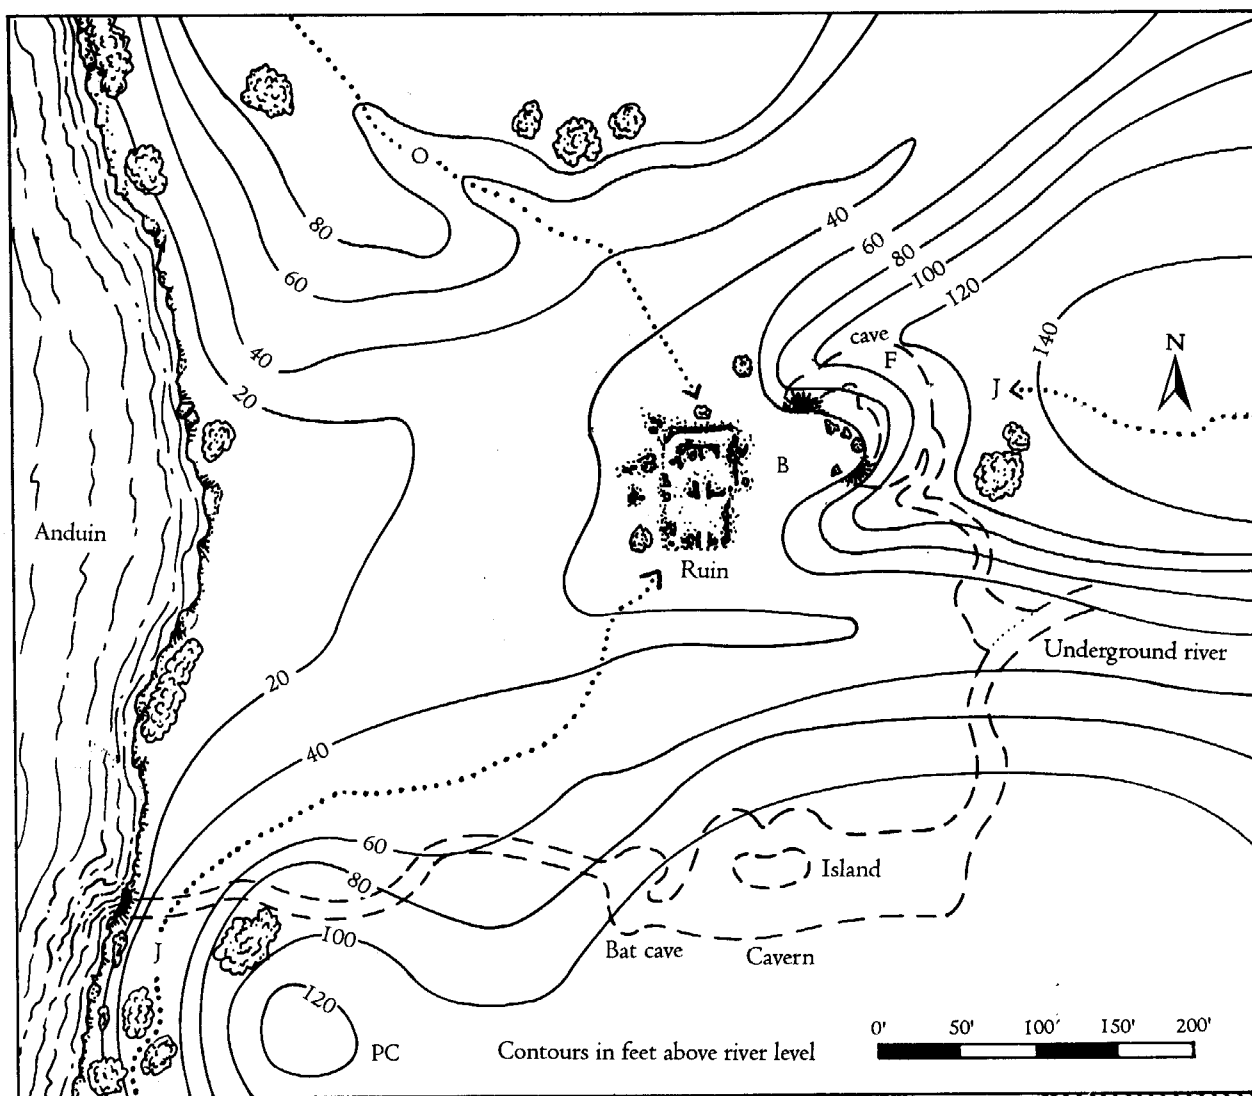 O
40
80
60
80
60
100
120
40
20
cave
F
140
N
J
B
Anduin
Ruin
20
Underground river
40
60
80
Island
J
100
Bat cave
Cavern
120
PC
Contours in feet above river level
0' 50' 100' 150' 200'